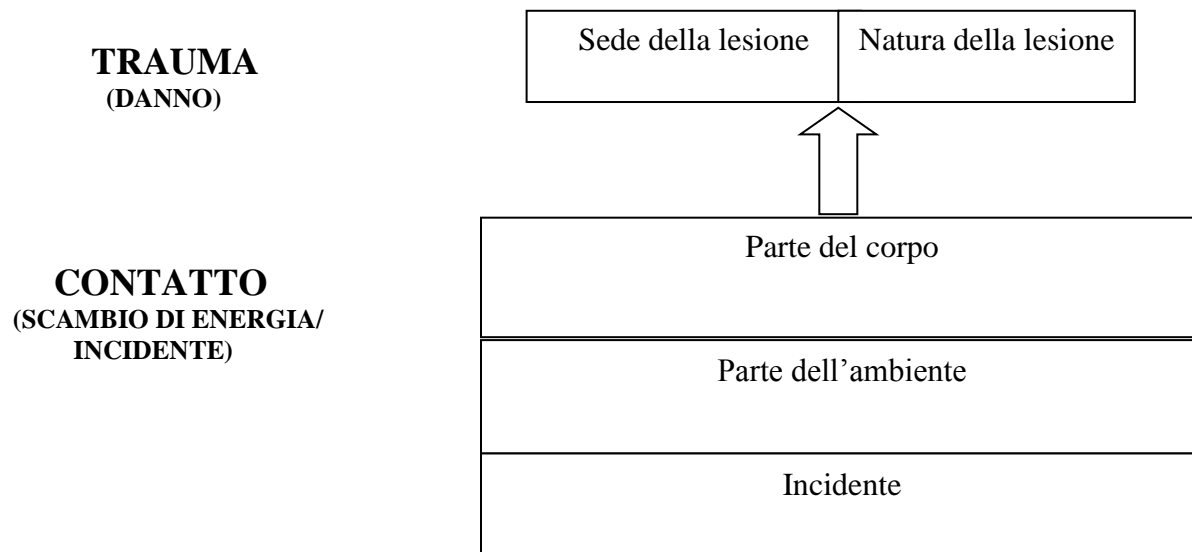 TRAUMA
(DANNO)
Sede della lesione
Natura della lesione
CONTATTO
(SCAMBIO DI ENERGIA/
INCIDENTE)
Parte del corpo
Parte dell’ambiente
Incidente